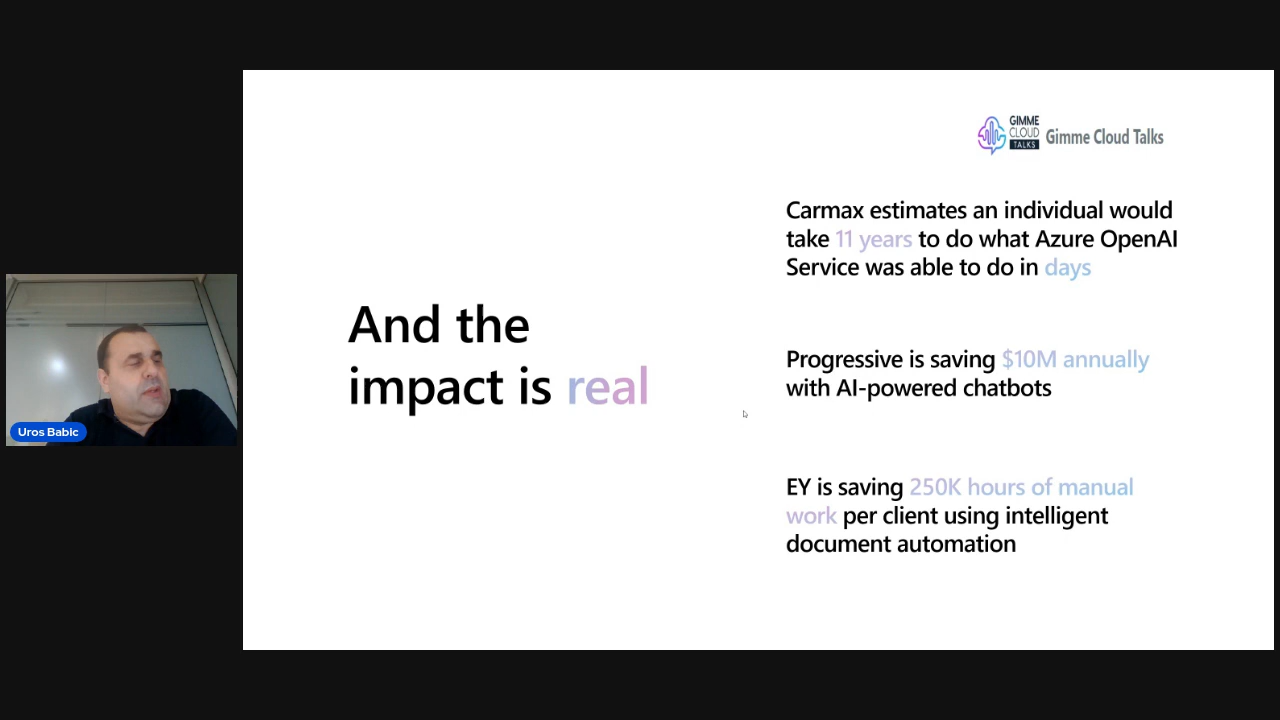 GIMME
CLOUD
TALKS
Gimme Cloud Talks
Carmax estimates an individual would
take 11 years to do what Azure OpenAI
Service was able to do in days
And the
impact is real
Progressive is saving $10M annually
with AI-powered chatbots
EY is saving 250K hours of manual
work per client using intelligent
document automation
Uros Babic